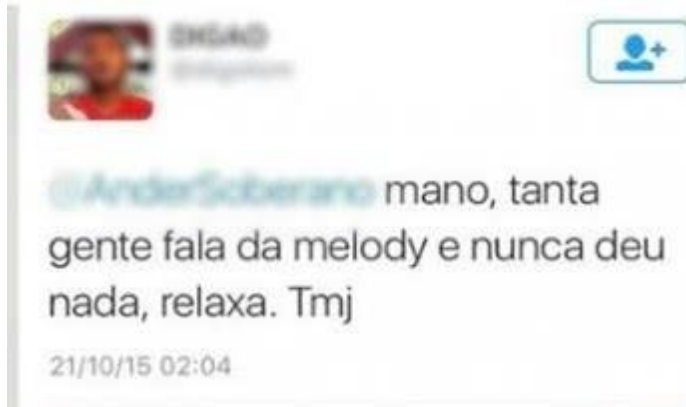 mano, tanta
gente fala da melody e nunca deu
nada, relaxa. Tmj
21/10/15 02:04